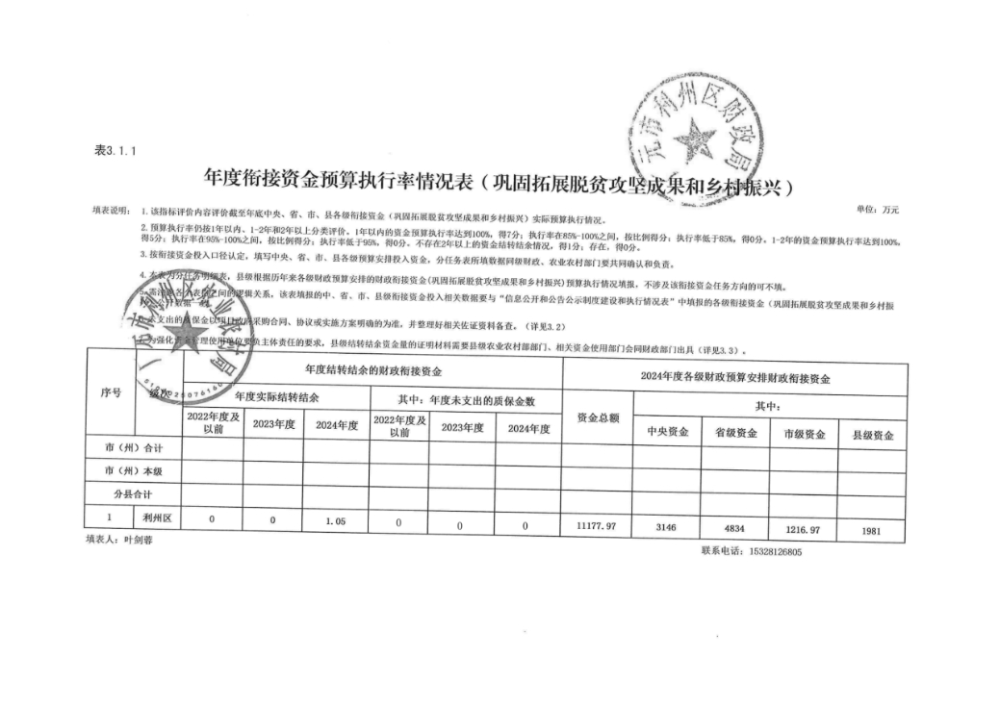 元市利州区财政局
表3.1.1
年度衔接资金预算执行率情况表（巩固拓展脱贫攻坚成果和乡村振兴）
单位：万元
填表说明：
1.该指标评价内容评价截至年底中央、省、市、县各级衔接资金（巩固拓展脱贫攻坚成果和乡村振兴）实际预算执行情况。
2.预算执行率仍按1年以内、1-2年和2年以上分类评价。1年以内的资金预算执行率达到100%，得7分；执行率在85%-100%之间，按比例得分；执行率低于85%，得0分。1-2年的资金预算执行率达到100%，
得5分；执行率在95%-100%之间，按比例得分；执行率低于95%，得0分。不存在2年以上的资金结转结余情况，得1分；存在，得0分。
3.按衔接资金投入口径认定，填写中央、省、市、县各级预算安排投入资金，分任务表所填数据同级财政、农业农村部门要共同确认和负责。
4.本表为分任务明细表，县级根据历年来各级财政预算安排的财政衔接资金(巩固拓展脱贫攻坚成果和乡村振兴)预算执行情况填报，不涉及该衔接资金任务方向的可不填。
5.需注意各分表的之间的逻辑关系，该表填报的中、省、市、县级衔接资金投入相关数据要与“信息公开和公告公示制度建设和执行情况表”中填报的各级衔接资金（巩固拓展脱贫攻坚成果和乡村振
兴）公开数据一致。
6.未支出的质保金以项目政府采购合同、协议或实施方案明确的为准，并整理好相关佐证资料备查。（详见3.2）
7.为强化资金管理使用单位要负主体责任的要求，县级结转结余资金量的证明材料需要县级农业农村部部门、相关资金使用部门会同财政部门出具（详见3.3）。
序号 级次 年度结转结余的财政衔接资金 2024年度各级财政预算安排财政衔接资金
年度实际结转结余 其中：年度未支出的质保金数 资金总额 其中：
2022年度及以前 2023年度 2024年度 2022年度及以前 2023年度 2024年度 中央资金 省级资金 市级资金 县级资金
市（州）合计
市（州）本级
分县合计
1 利州区 0 0 1.05 0 0 0 11177.97 3146 4834 1216.97 1981
填表人：叶剑蓉
联系电话：15328126805